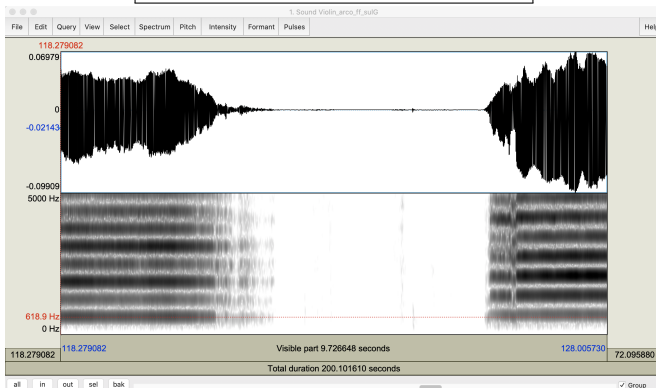 1. Sound Violin_arco_ff_sulG
File Edit Query View Select Spectrum Pitch Intensity Formant Pulses Help
118.279082
0.06979
0
-0.02143
-0.09909
5000 Hz
618.9 Hz
0 Hz
118.279082 118.279082 Visible part 9.726648 seconds 128.005730 72.095880
Total duration 200.101610 seconds
all in out sel bak Group